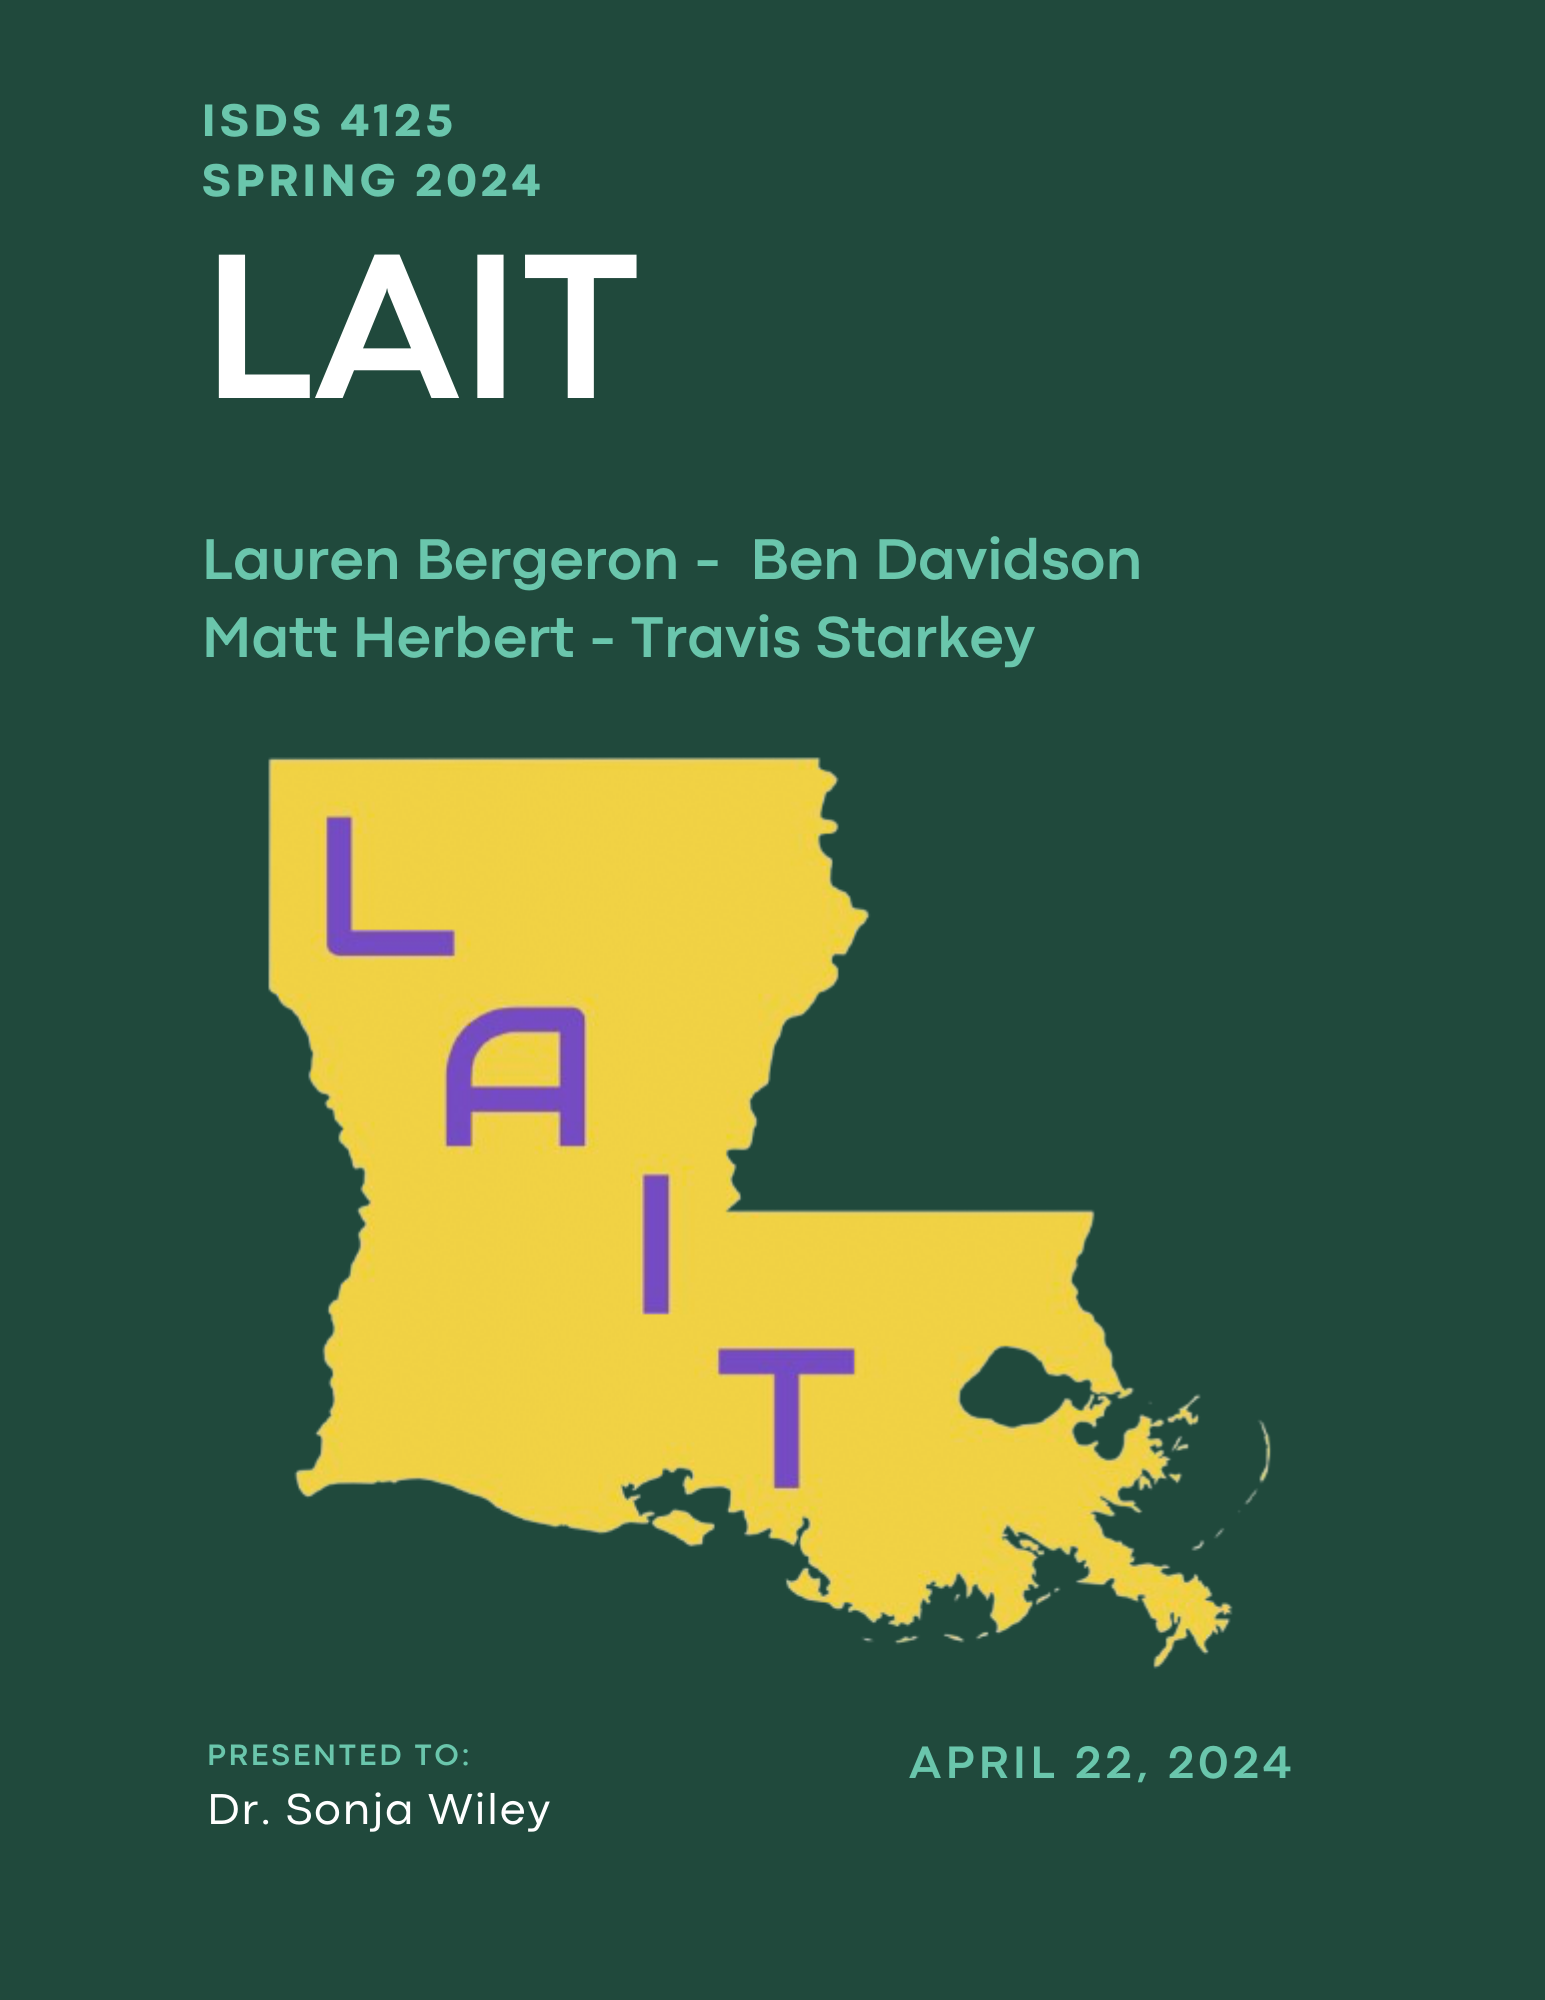 ISDS 4125
SPRING 2024
LAIT
Lauren Bergeron - Ben Davidson
Matt Herbert - Travis Starkey
L
A
I
T
PRESENTED TO:
Dr. Sonja Wiley
APRIL 22, 2024